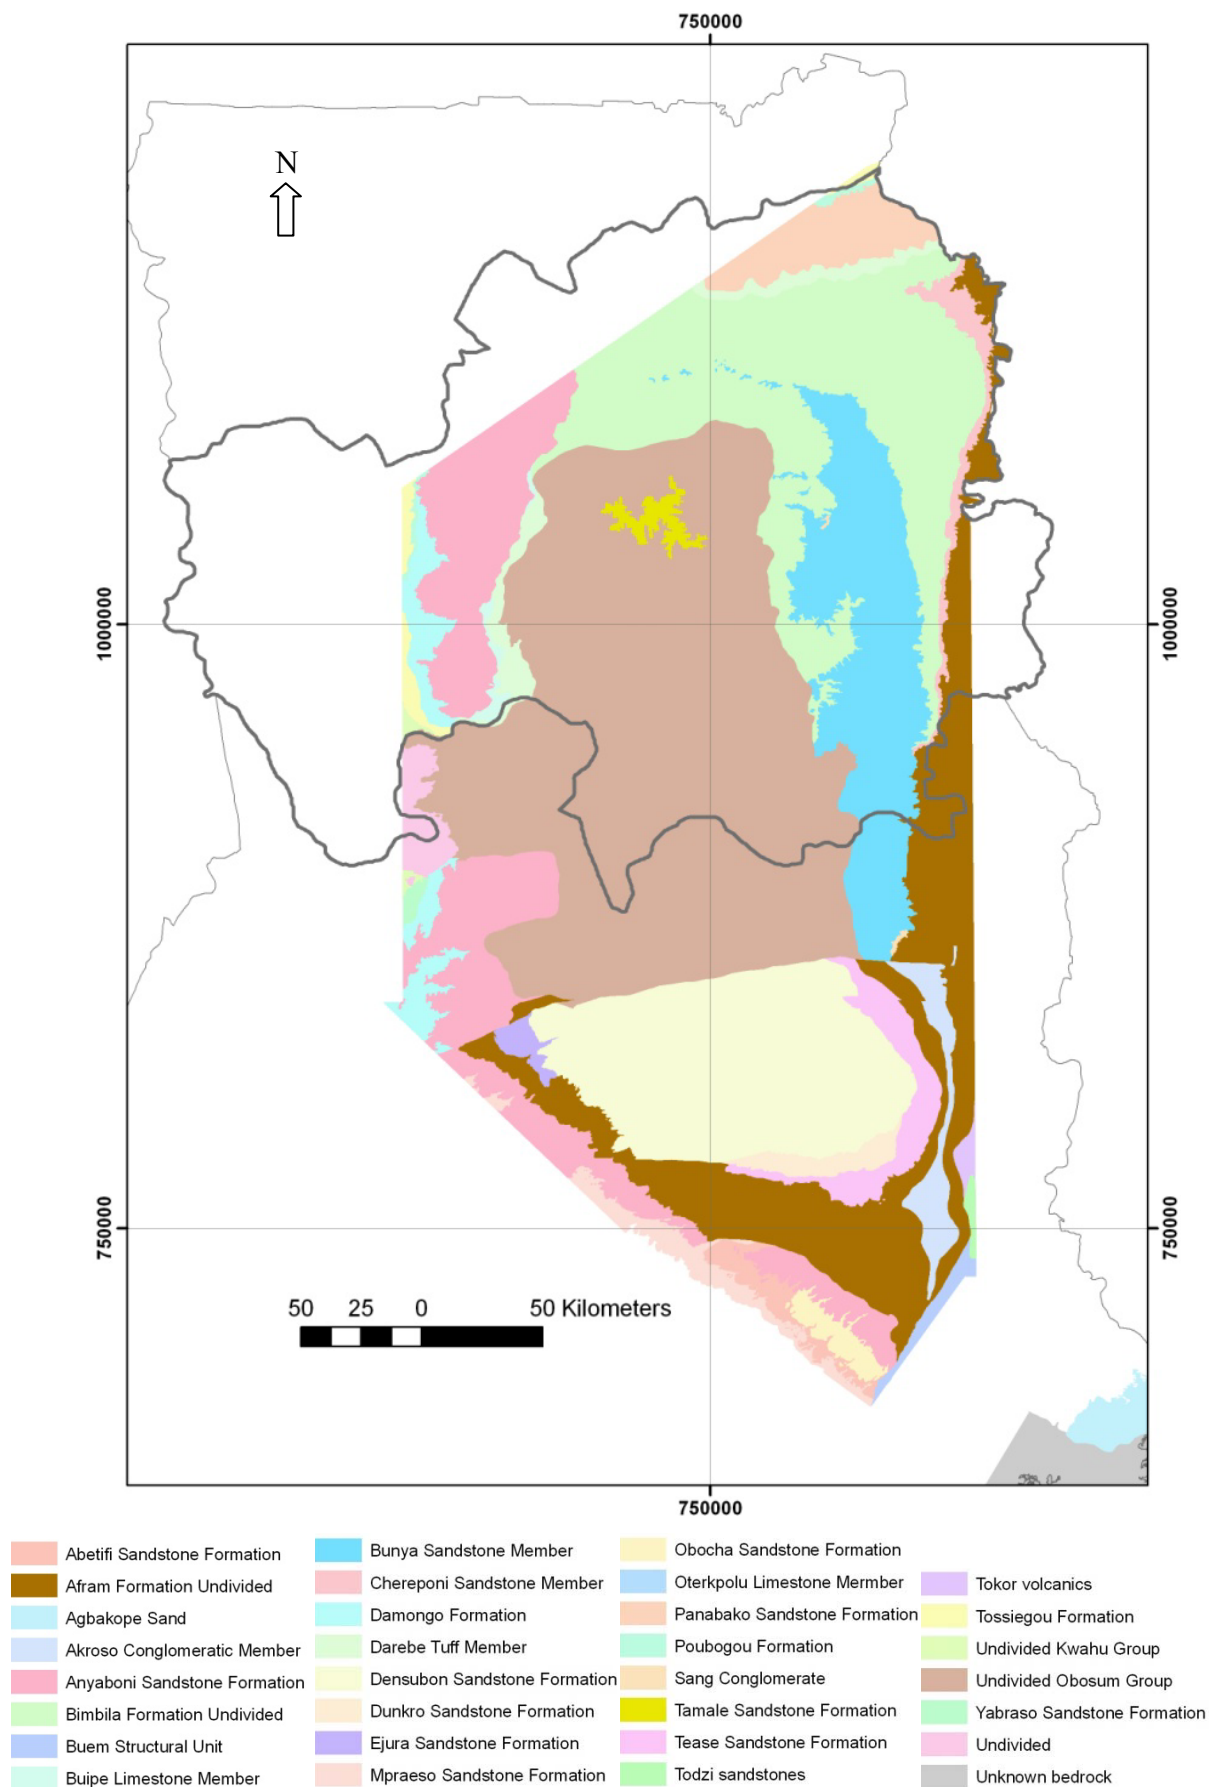 750000
N
1000000
1000000
750000
750000
50 25 0 50 Kilometers
750000
Abetifi Sandstone Formation
Afram Formation Undivided
Agbakope Sand
Akroso Conglomeratic Member
Anyaboni Sandstone Formation
Bimbila Formation Undivided
Buem Structural Unit
Buipe Limestone Member
Bunya Sandstone Member
Chereponi Sandstone Member
Damongo Formation
Darebe Tuff Member
Densubon Sandstone Formation
Dunkro Sandstone Formation
Ejura Sandstone Formation
Mpraeso Sandstone Formation
Obocha Sandstone Formation
Oterkpolu Limestone Mermber
Panabako Sandstone Formation
Poubogou Formation
Sang Conglomerate
Tamale Sandstone Formation
Tease Sandstone Formation
Todzi sandstones
Tokor volcanics
Tossiegou Formation
Undivided Kwahu Group
Undivided Obosum Group
Yabraso Sandstone Formation
Undivided
Unknown bedrock